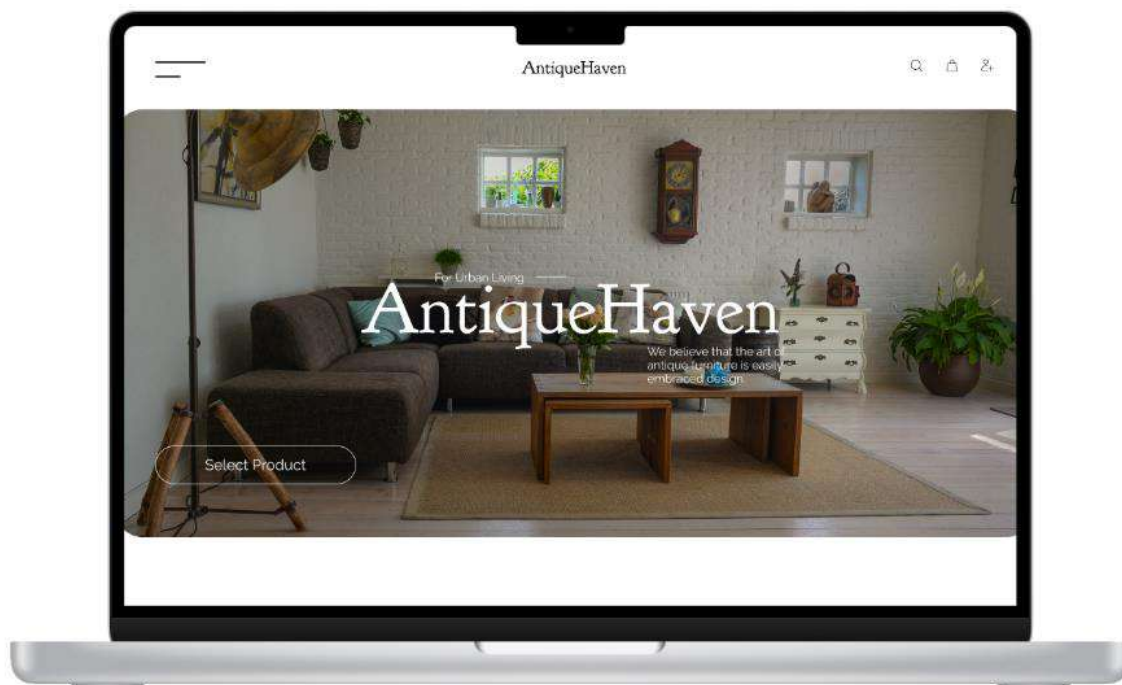 AntiqueHaven
For Urban Living
AntiqueHaven
We believe that the art of
antique furniture is easily
embraced design.
Select Product